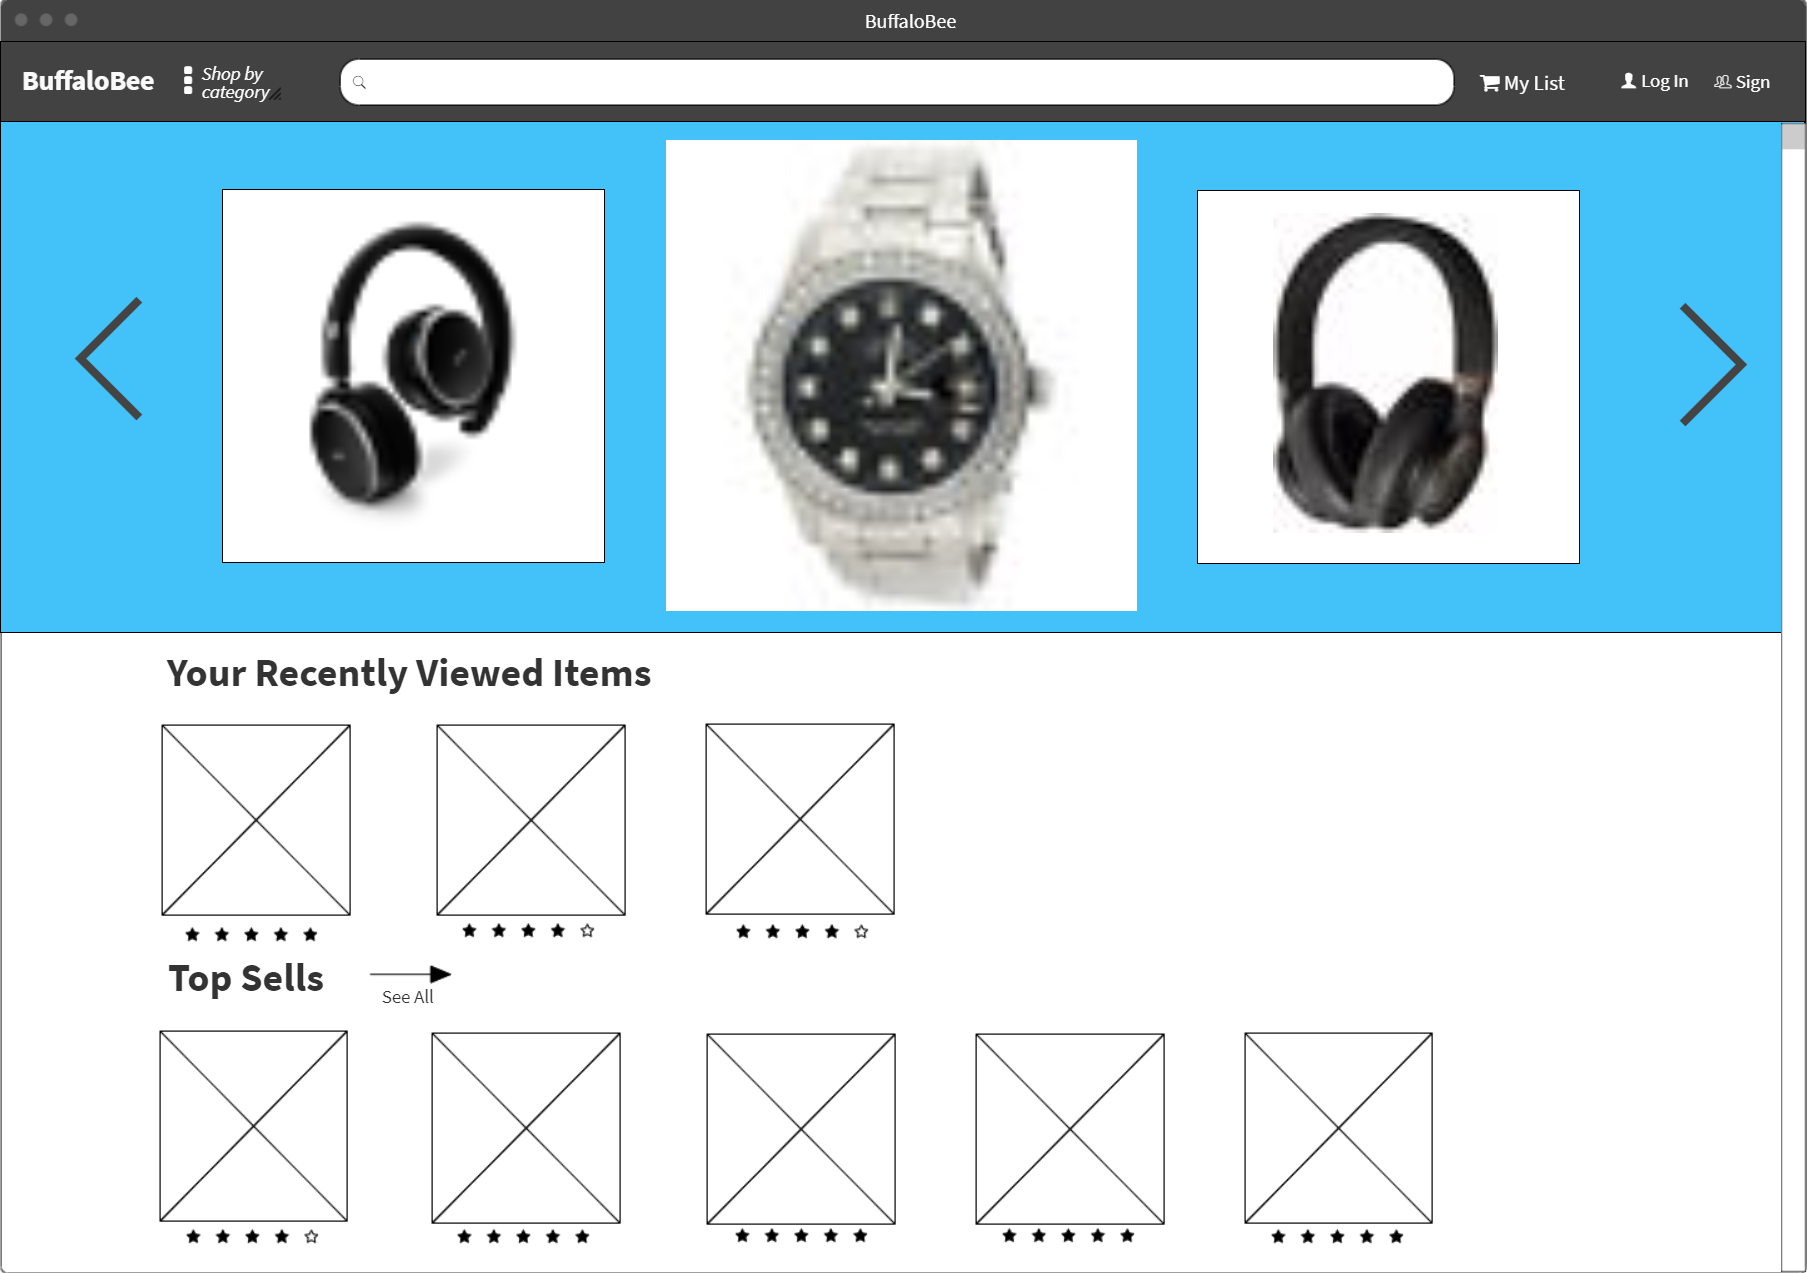 BuffaloBee
BuffaloBee
Shop by
category
My List
Log In
Sign
Your Recently Viewed Items
Top Sells
See All